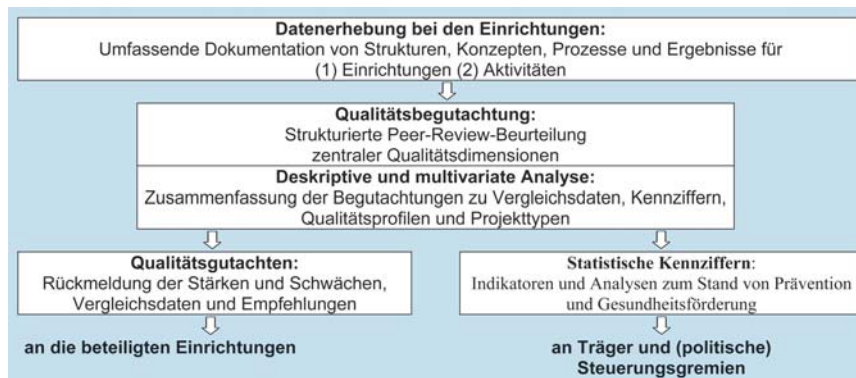 Datenerhebung bei den Einrichtungen:
Umfassende Dokumentation von Strukturen, Konzepten, Prozesse und Ergebnisse für
(1) Einrichtungen (2) Aktivitäten
Qualitätsbegutachtung:
Strukturierte Peer-Review-Beurteilung
zentraler Qualitätsdimensionen
Deskriptive und multivariate Analyse:
Zusammenfassung der Begutachtungen zu Vergleichsdaten, Kennziffern,
Qualitätsprofilen und Projekttypen
Qualitätsgutachten:
Rückmeldung der Stärken und Schwächen,
Vergleichsdaten und Empfehlungen
an die beteiligten Einrichtungen
Statistische Kennziffern:
Indikatoren und Analysen zum Stand von Prävention
und Gesundheitsförderung
an Träger und (politische)
Steuerungsgremien